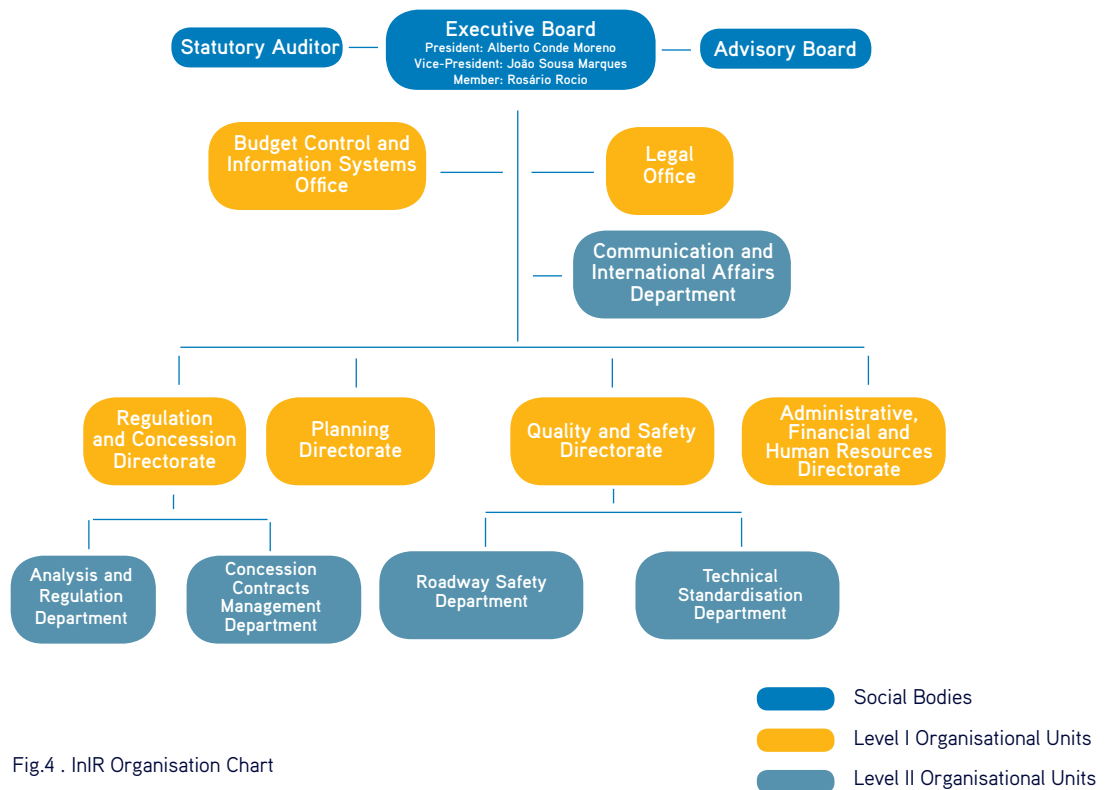 Statutory Auditor
Executive Board
President: Alberto Conde Moreno
Vice-President: João Sousa Marques
Member: Rosário Rocio
Advisory Board
Budget Control and
Information Systems
Office
Legal
Office
Communication and
International Affairs
Department
Regulation
and Concession
Directorate
Planning
Directorate
Quality and Safety
Directorate
Administrative,
Financial and
Human Resources
Directorate
Analysis and
Regulation
Department
Concession
Contracts
Management
Department
Roadway Safety
Department
Technical
Standardisation
Department
Social Bodies
Level I Organisational Units
Level II Organisational Units
Fig.4 . InIR Organisation Chart